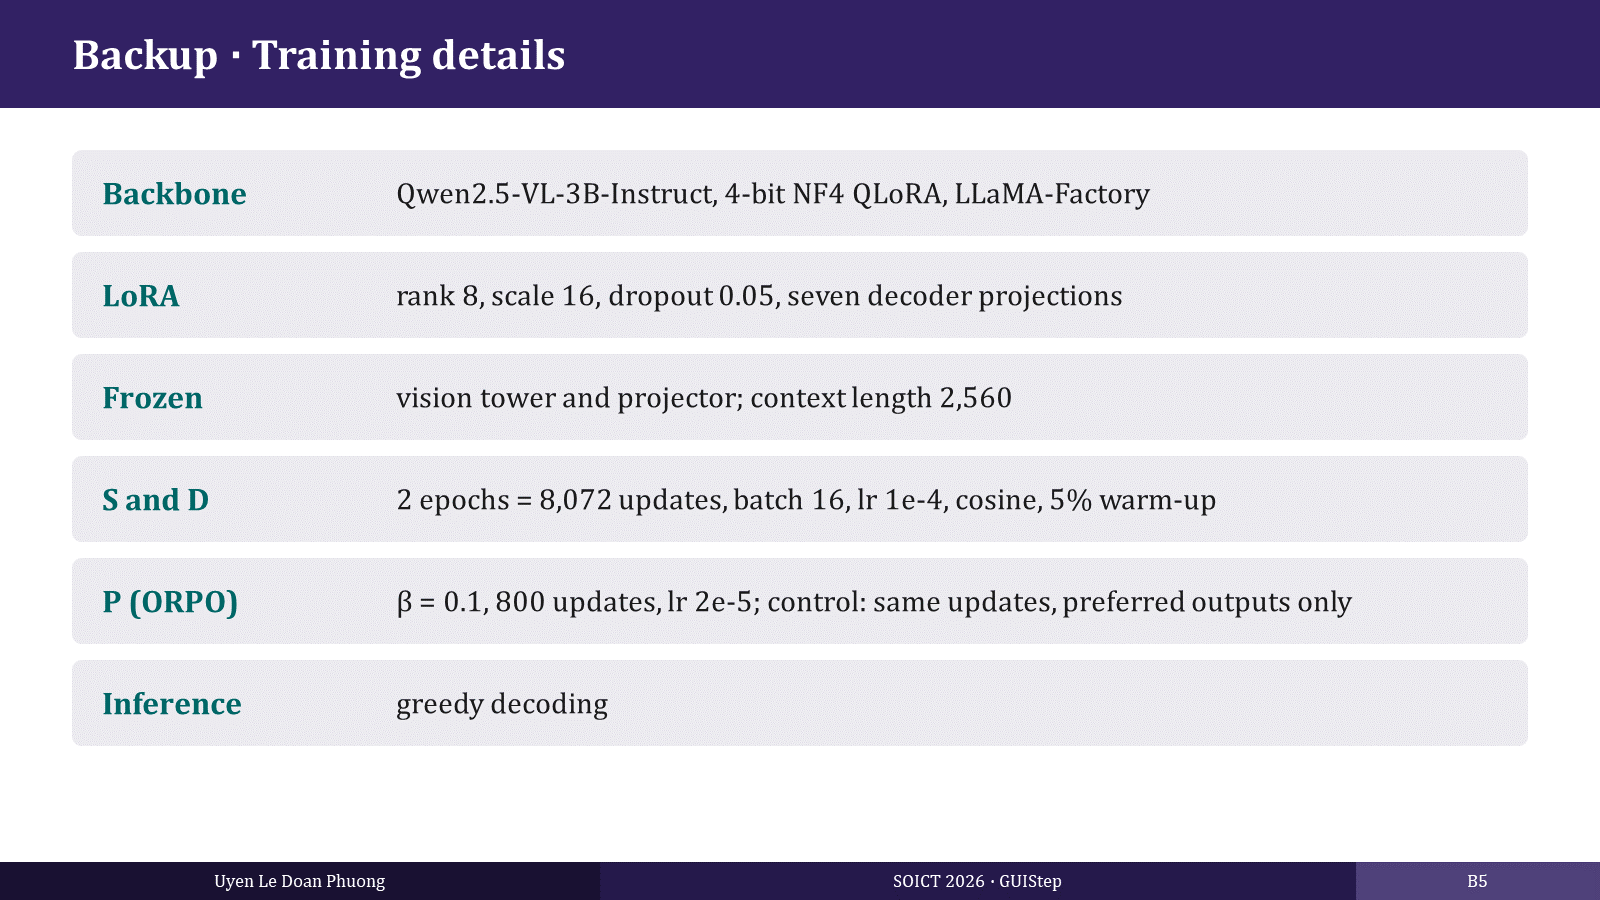 Backup · Training details
Backbone Qwen2.5-VL-3B-Instruct, 4-bit NF4 QLoRA, LLaMA-Factory
LoRA rank 8, scale 16, dropout 0.05, seven decoder projections
Frozen vision tower and projector; context length 2,560
S and D 2 epochs = 8,072 updates, batch 16, lr 1e-4, cosine, 5% warm-up
P (ORPO) β = 0.1, 800 updates, lr 2e-5; control: same updates, preferred outputs only
Inference greedy decoding
Uyen Le Doan Phuong SOICT 2026 · GUIStep B5